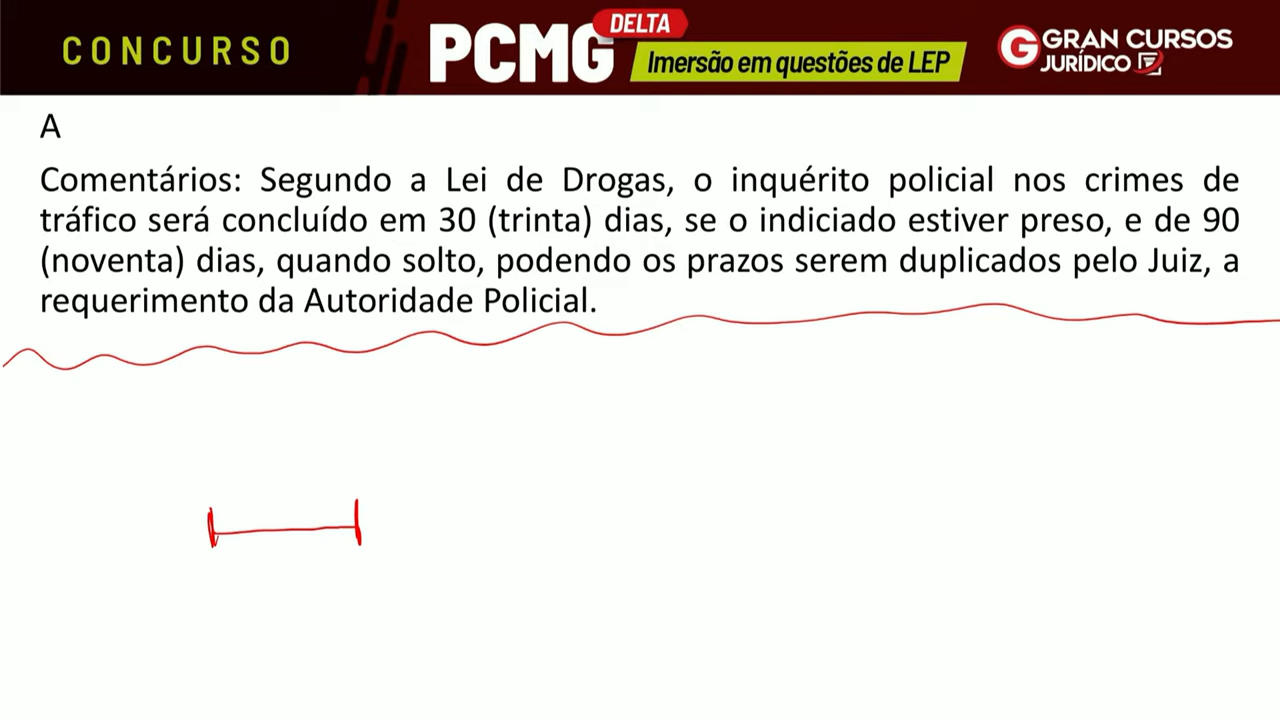 CONCURSO
PCMG
DELTA
Imersão em questões de LEP
GRAN CURSOS
JURÍDICO
A
Comentários: Segundo a Lei de Drogas, o inquérito policial nos crimes de
tráfico será concluído em 30 (trinta) dias, se o indiciado estiver preso, e de 90
(noventa) dias, quando solto, podendo os prazos serem duplicados pelo Juiz, a
requerimento da Autoridade Policial.